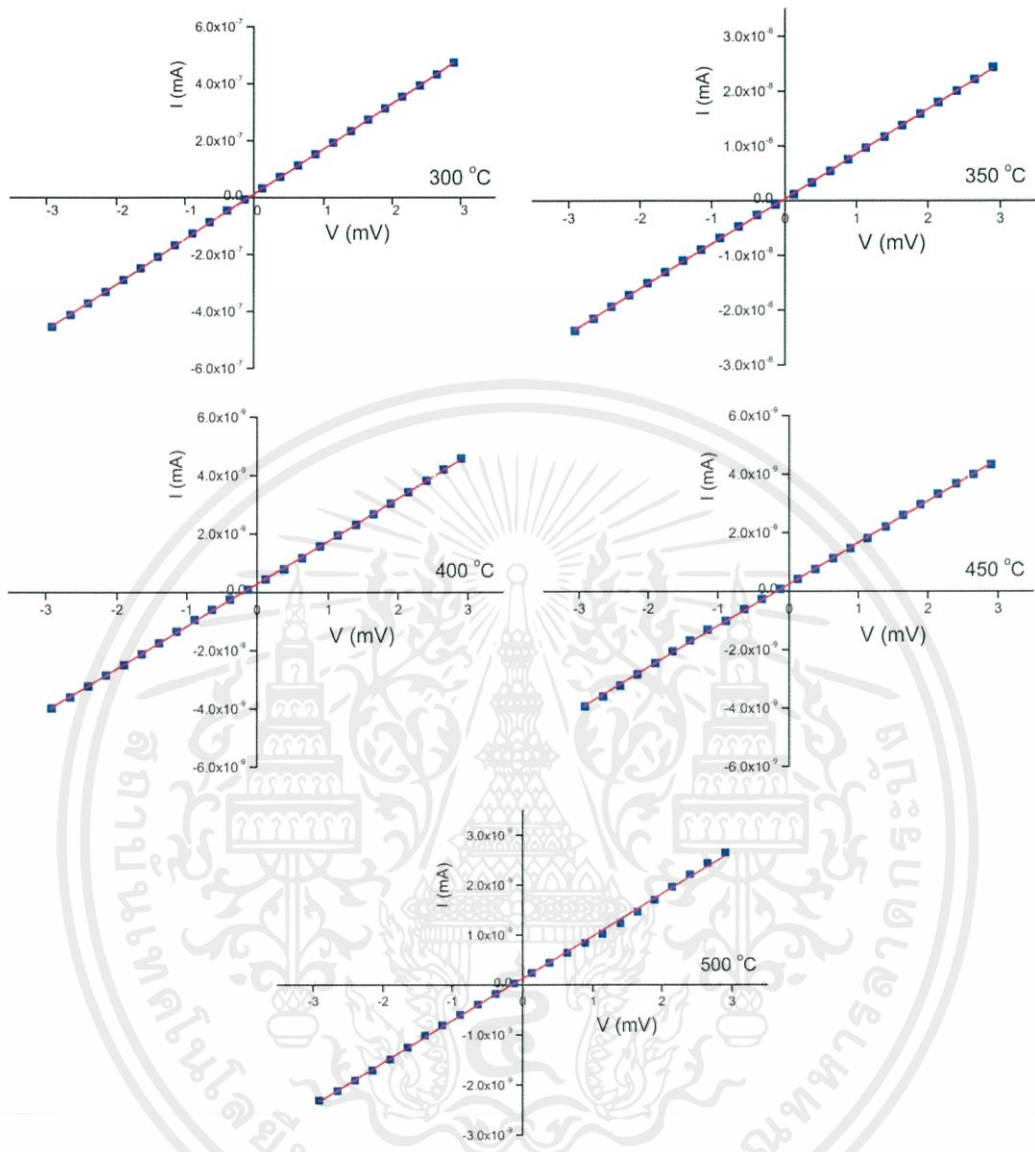 6.0x10⁻⁷
4.0x10⁻⁷
2.0x10⁻⁷
0.0
-2.0x10⁻⁷
-4.0x10⁻⁷
-6.0x10⁻⁷
I (mA)
-3 -2 -1 0 1 2 3
V (mV)
300 °C
3.0x10⁻⁸
2.0x10⁻⁸
1.0x10⁻⁸
0.0
-1.0x10⁻⁸
-2.0x10⁻⁸
-3.0x10⁻⁸
I (mA)
-3 -2 -1 0 1 2 3
V (mV)
350 °C
6.0x10⁻⁹
4.0x10⁻⁹
2.0x10⁻⁹
0.0
-2.0x10⁻⁹
-4.0x10⁻⁹
-6.0x10⁻⁹
I (mA)
-3 -2 -1 0 1 2 3
V (mV)
400 °C
6.0x10⁻⁹
4.0x10⁻⁹
2.0x10⁻⁹
0.0
-2.0x10⁻⁹
-4.0x10⁻⁹
-6.0x10⁻⁹
I (mA)
-3 -2 -1 0 1 2 3
V (mV)
450 °C
3.0x10⁻⁹
2.0x10⁻⁹
1.0x10⁻⁹
0.0
-1.0x10⁻⁹
-2.0x10⁻⁹
-3.0x10⁻⁹
I (mA)
-3 -2 -1 0 1 2 3
V (mV)
500 °C